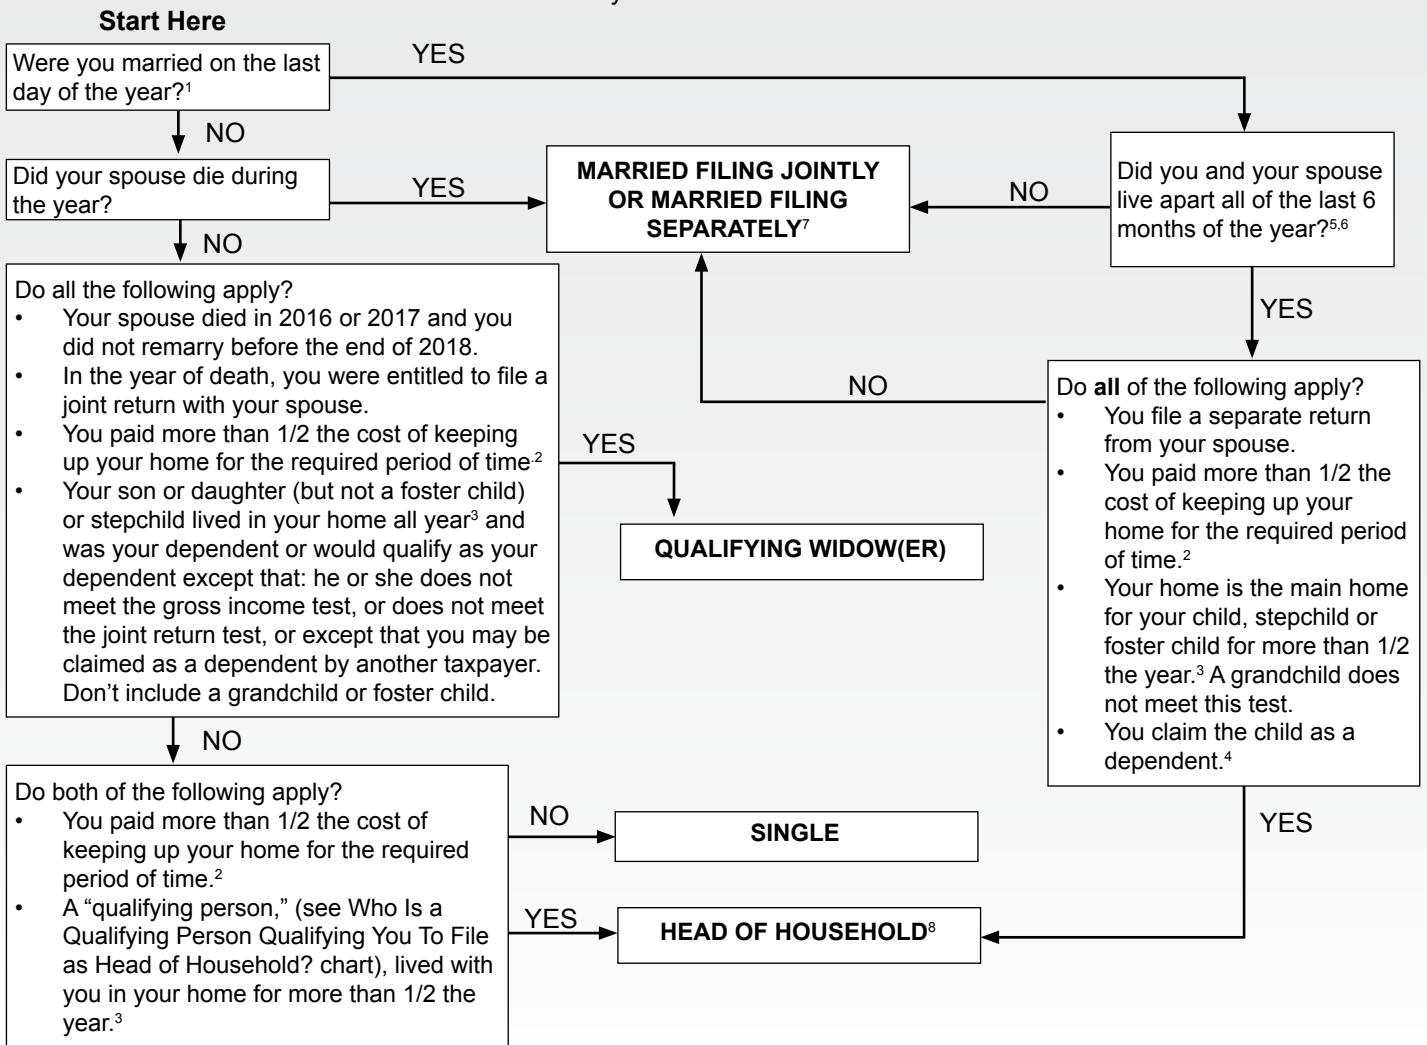 Start Here
Were you married on the last
day of the year?1
YES
NO
Did your spouse die during
the year?
YES
NO
MARRIED FILING JOINTLY
OR MARRIED FILING
SEPARATELY7
NO
Did you and your spouse
live apart all of the last 6
months of the year?5,6
YES
Do all the following apply?
• Your spouse died in 2016 or 2017 and you
did not remarry before the end of 2018.
• In the year of death, you were entitled to file a
joint return with your spouse.
• You paid more than 1/2 the cost of keeping
up your home for the required period of time.2
• Your son or daughter (but not a foster child)
or stepchild lived in your home all year3 and
was your dependent or would qualify as your
dependent except that: he or she does not
meet the gross income test, or does not meet
the joint return test, or except that you may be
claimed as a dependent by another taxpayer.
Don’t include a grandchild or foster child.
YES
QUALIFYING WIDOW(ER)
NO
NO
Do all of the following apply?
• You file a separate return
from your spouse.
• You paid more than 1/2 the
cost of keeping up your
home for the required period
of time.2
• Your home is the main home
for your child, stepchild or
foster child for more than 1/2
the year.3 A grandchild does
not meet this test.
• You claim the child as a
dependent.4
YES
Do both of the following apply?
• You paid more than 1/2 the cost of
keeping up your home for the required
period of time.2
• A “qualifying person,” (see Who Is a
Qualifying Person Qualifying You To File
as Head of Household? chart), lived with
you in your home for more than 1/2 the
year.3
NO
SINGLE
YES
HEAD OF HOUSEHOLD8